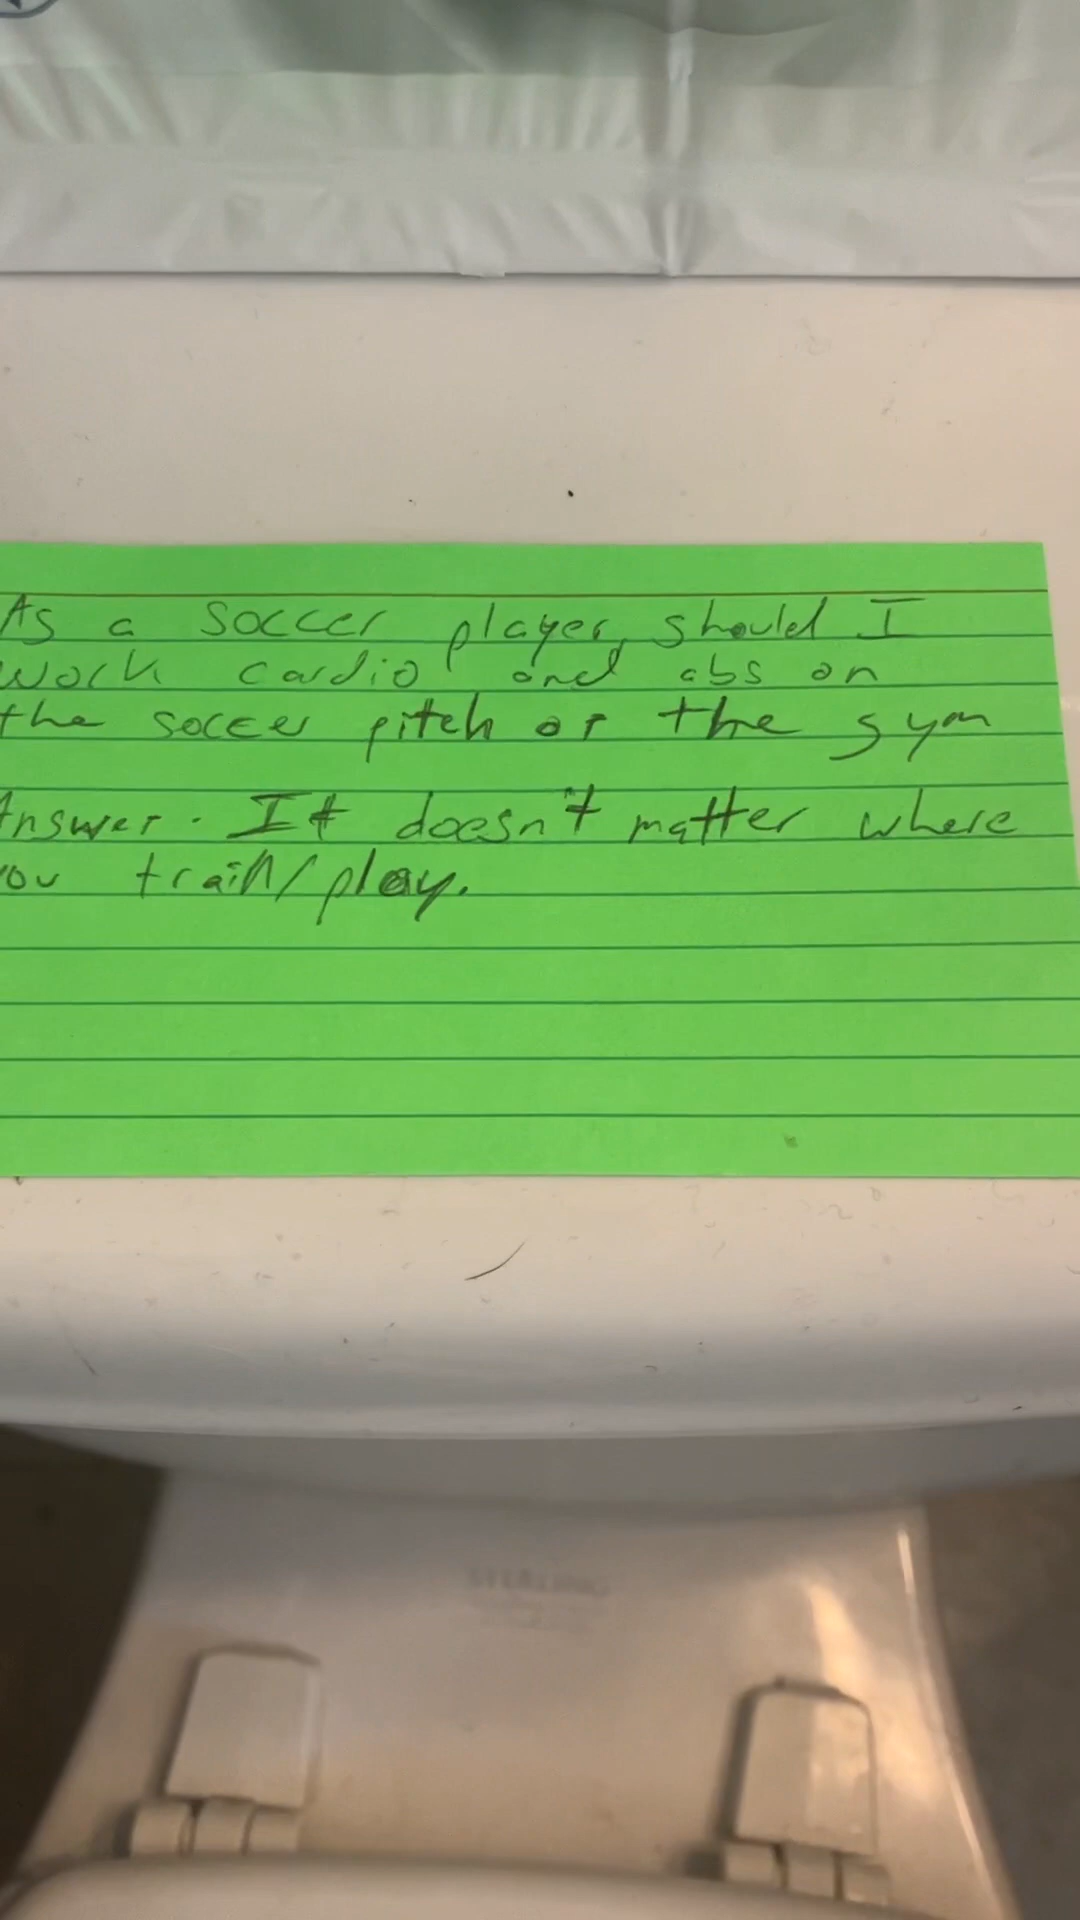 As a soccer player, should I
work cardio and abs on
the soccer pitch or the gym
Answer. It doesn't matter where
you train/play.
STERLING